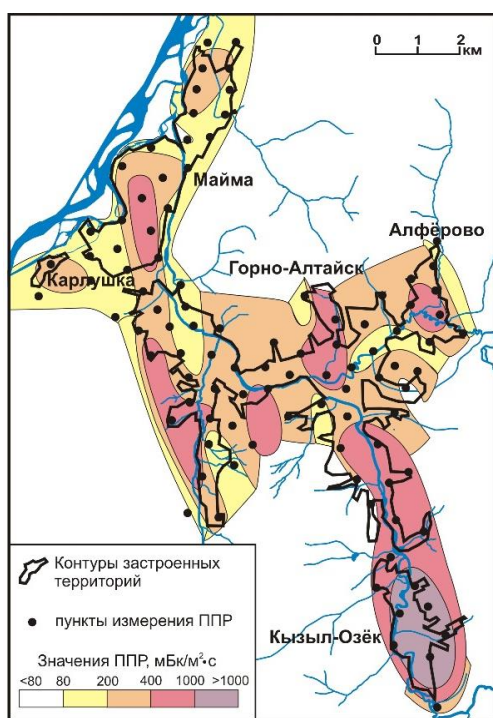 0 1 2
км
Майма
Алфёрово
Горно-Алтайск
Карлушка
Кызыл-Озёк
Контуры застроенных
территорий
пункты измерения ППР
Значения ППР, мБк/м²•с
<80 80 200 400 1000 >1000